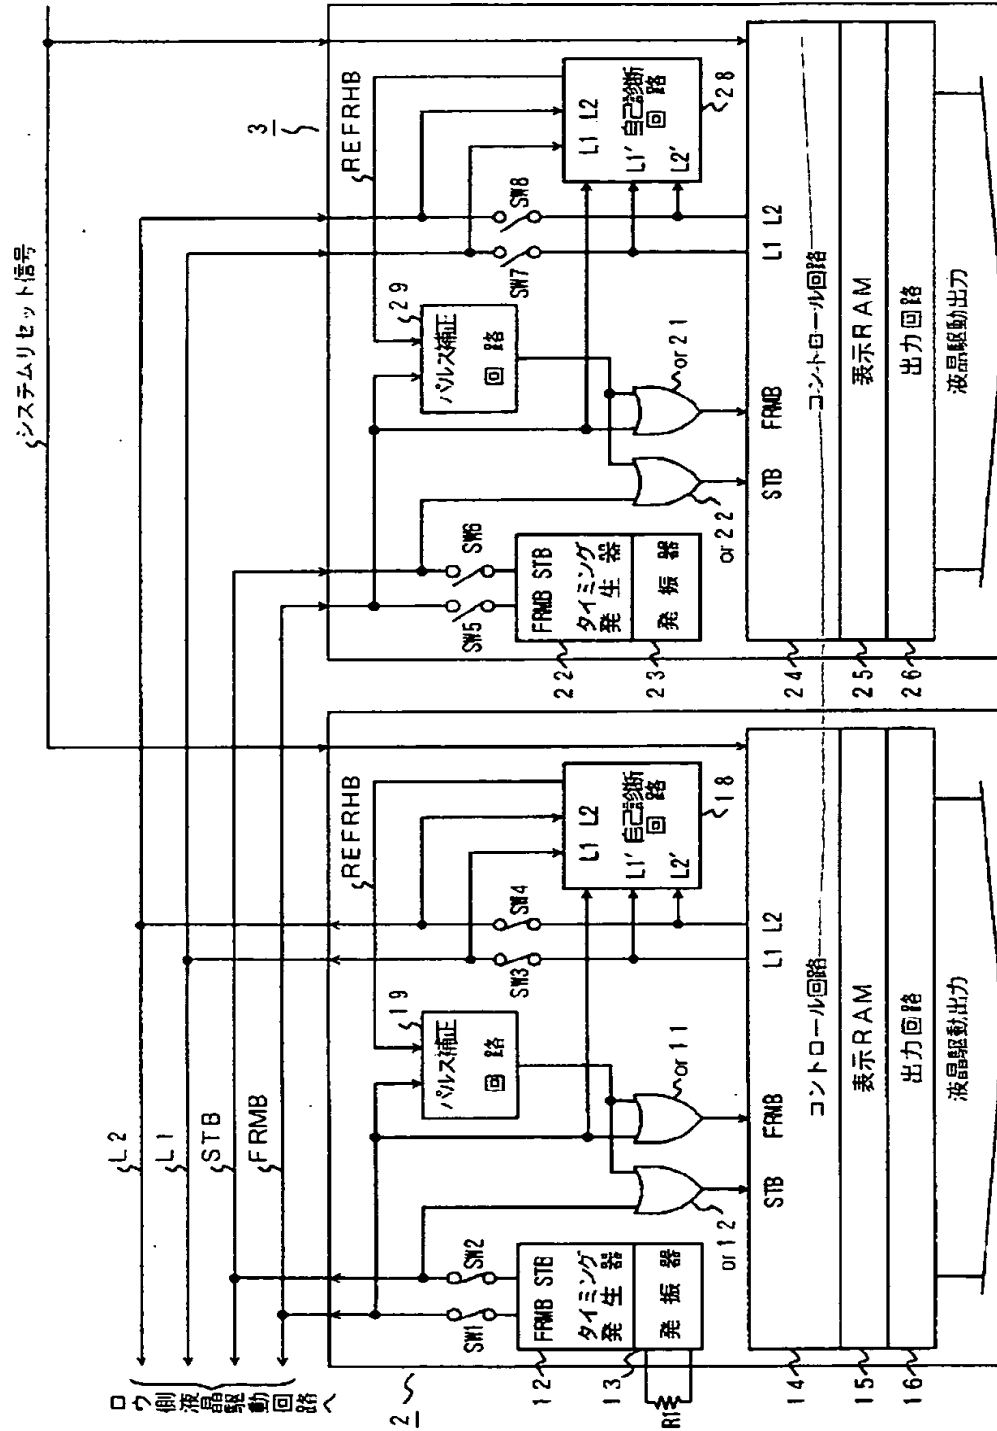 システムリセット信号
L2
L1
STB
FRMB
ロウ側液晶駆動回路へ
2
REFRHB
19
パルス補正
回路
SW1
SW2
SW3
SW4
FRMB STB
タイミング
発生器
発振器
12
13
R1
L1 L2
L1' 自己診断
回路
L2'
18
or11
or12
STB
FRMB
L1 L2
14
コントロール回路
15
表示RAM
16
出力回路
液晶駆動出力
3
REFRHB
29
パルス補正
回路
SW5
SW6
SW7
SW8
FRMB STB
タイミング
発生器
発振器
22
23
L1 L2
L1' 自己診断
回路
L2'
28
or21
or22
STB
FRMB
L1 L2
24
コントロール回路
25
表示RAM
26
出力回路
液晶駆動出力